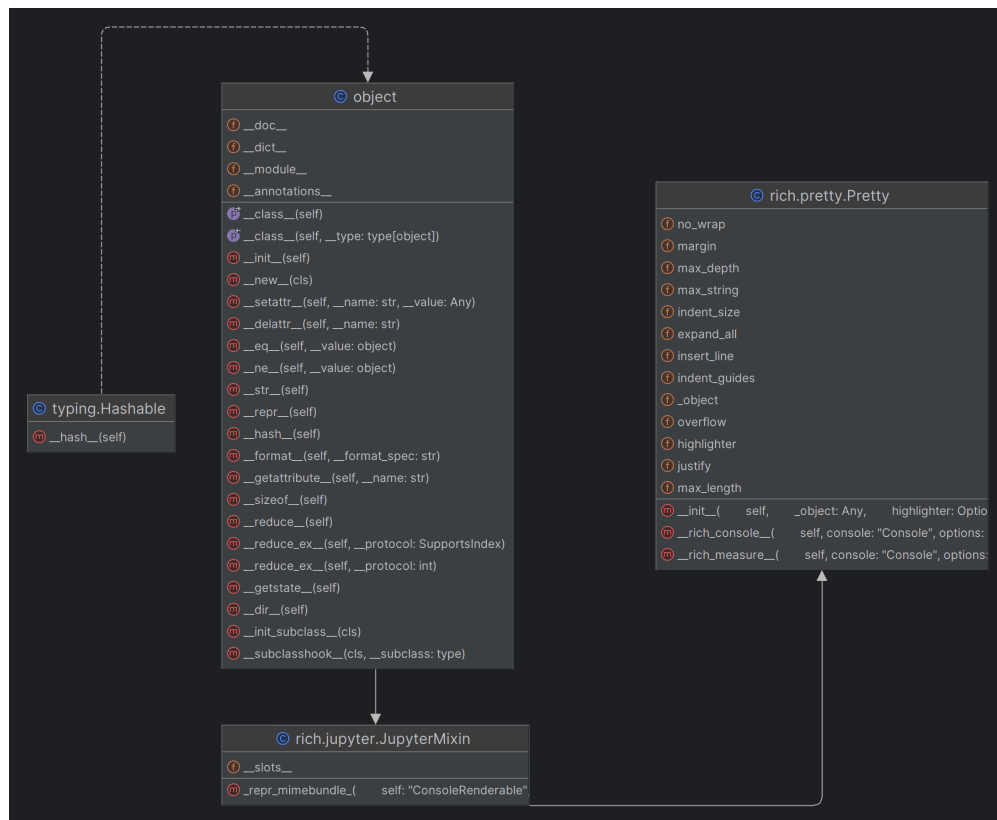 object
__doc__
__dict__
__module__
__annotations__
__class__(self)
__class__(self, __type: type[object])
__init__(self)
__new__(cls)
__setattr__(self, __name: str, __value: Any)
__delattr__(self, __name: str)
__eq__(self, __value: object)
__ne__(self, __value: object)
__str__(self)
__repr__(self)
__hash__(self)
__format__(self, __format_spec: str)
__getattribute__(self, __name: str)
__sizeof__(self)
__reduce__(self)
__reduce_ex__(self, __protocol: SupportsIndex)
__reduce_ex__(self, __protocol: int)
__getstate__(self)
__dir__(self)
__init_subclass__(cls)
__subclasshook__(cls, __subclass: type)
typing.Hashable
__hash__(self)
rich.pretty.Pretty
no_wrap
margin
max_depth
max_string
indent_size
expand_all
insert_line
indent_guides
_object
overflow
highlighter
justify
max_length
__init__( self, _object: Any, highlighter: Optio
__rich_console__( self, console: "Console", options:
__rich_measure__( self, console: "Console", options:
rich.jupyter.JupyterMixin
__slots__
_repr_mimebundle_( self: "ConsoleRenderable",